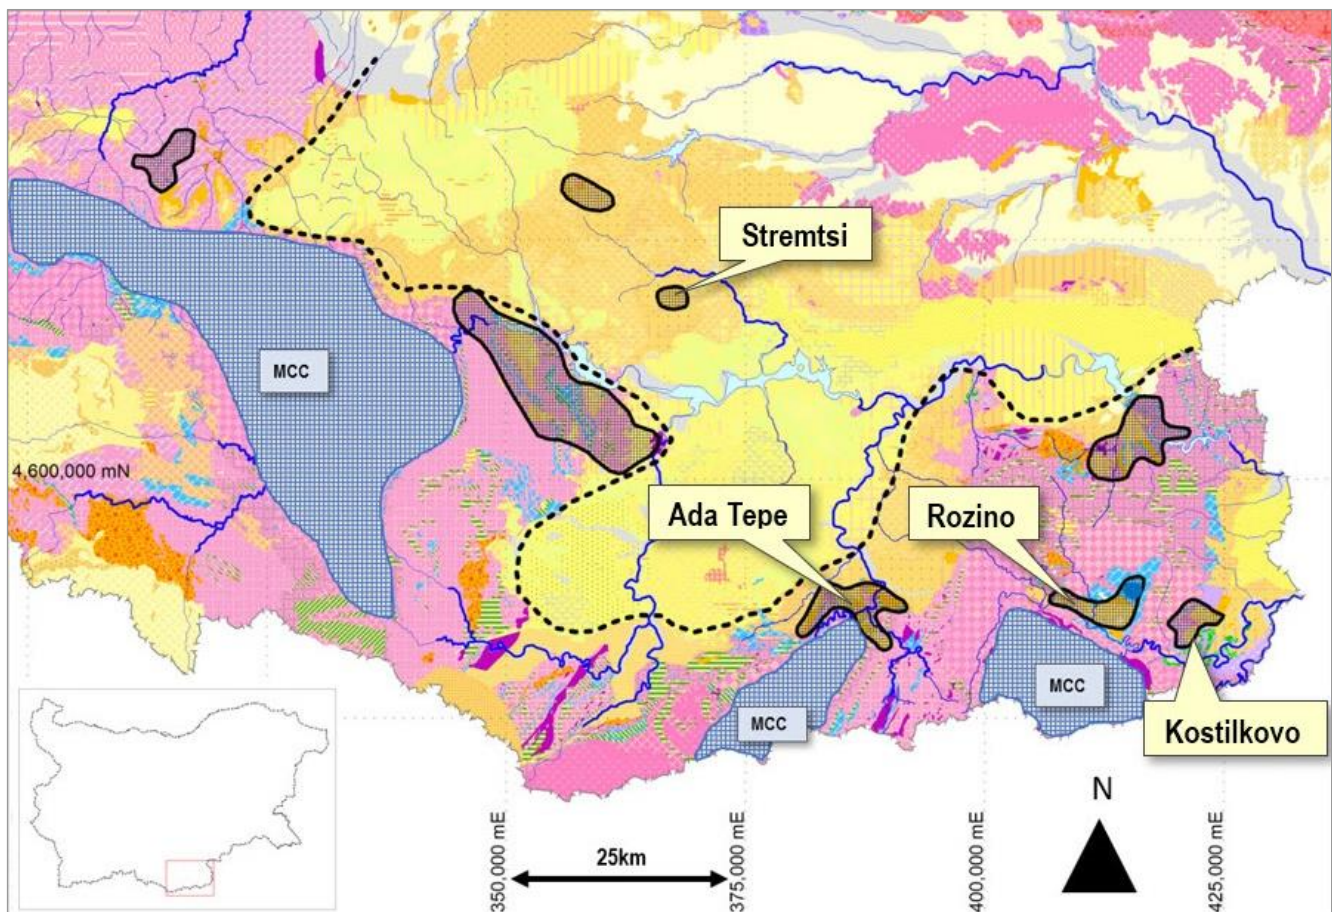 Stremtsi
MCC
4,600,000 mN
Ada Tepe
Rozino
MCC
MCC
Kostilkovo
N
25km
350,000 mE
375,000 mE
400,000 mE
425,000 mE